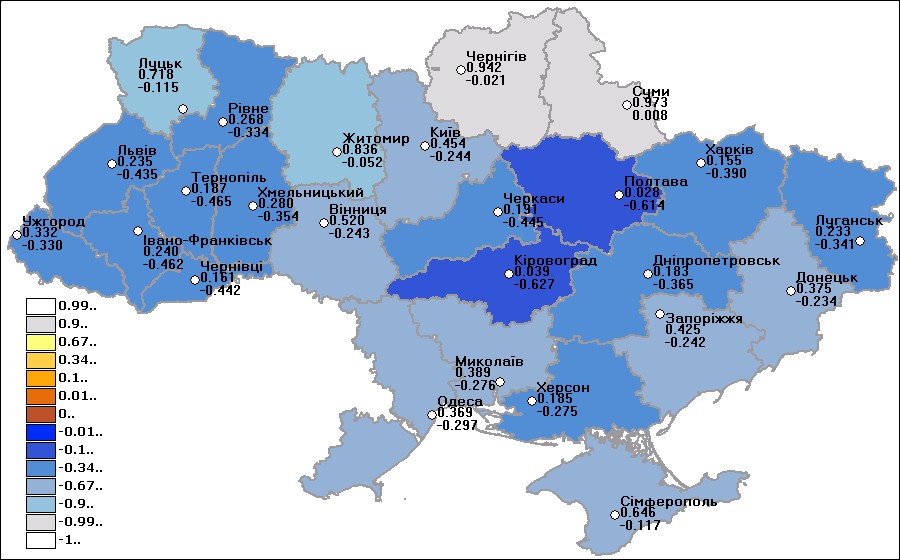 Чернігів
0.942
-0.021
Луцьк
0.718
-0.115
Суми
0.973
0.008
Рівне
0.268
-0.334
Житомир
0.836
-0.052
Київ
0.454
-0.244
Харків
0.155
-0.390
Львів
0.235
-0.435
Тернопіль
0.187
-0.465
Хмельницький
0.280
-0.354
Полтава
0.028
-0.614
Черкаси
0.191
-0.445
Вінниця
0.520
-0.243
Ужгород
0.332
-0.330
Луганськ
0.233
-0.341
Івано-Франківськ
0.240
-0.462
Чернівці
0.161
-0.442
Кіровоград
0.039
-0.627
Дніпропетровськ
0.183
-0.365
Донецьк
0.375
-0.234
Запоріжжя
0.425
-0.242
Миколаїв
0.389
-0.276
Херсон
0.185
-0.275
Одеса
0.369
-0.297
Сімферополь
0.646
-0.117
0.99..
0.9..
0.67..
0.34..
0.1..
0.01..
0..
-0.01..
-0.1..
-0.34..
-0.67..
-0.9..
-0.99..
-1..